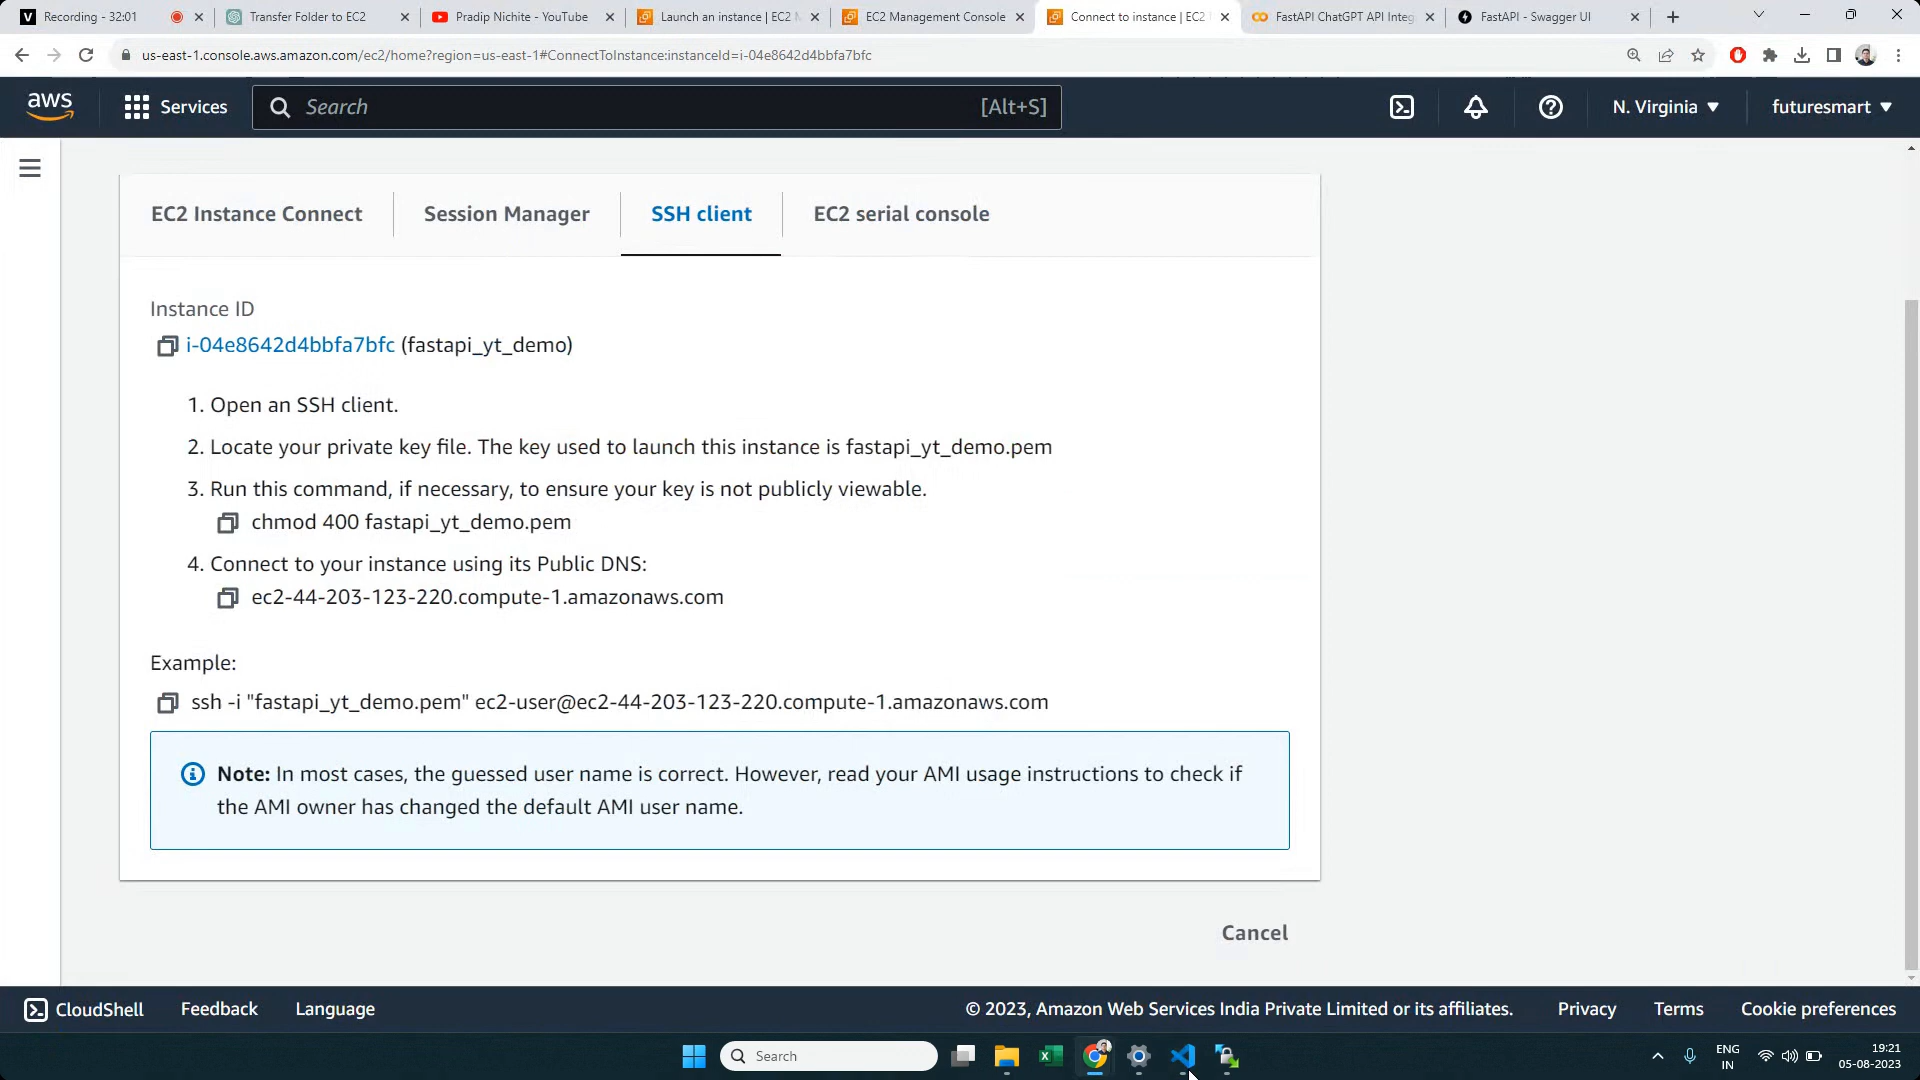 Recording - 32:01
Transfer Folder to EC2
Pradip Nichite - YouTube
Launch an instance | EC2 M
EC2 Management Console
Connect to instance | EC2
FastAPI ChatGPT API Integ
FastAPI - Swagger UI
us-east-1.console.aws.amazon.com/ec2/home?region=us-east-1#ConnectToInstance:instanceId=i-04e8642d4bbfa7bfc
aws
Services
Search
[Alt+S]
N. Virginia
futuresmart
EC2 Instance Connect
Session Manager
SSH client
EC2 serial console
Instance ID
i-04e8642d4bbfa7bfc (fastapi_yt_demo)
1. Open an SSH client.
2. Locate your private key file. The key used to launch this instance is fastapi_yt_demo.pem
3. Run this command, if necessary, to ensure your key is not publicly viewable.
chmod 400 fastapi_yt_demo.pem
4. Connect to your instance using its Public DNS:
ec2-44-203-123-220.compute-1.amazonaws.com
Example:
ssh -i "fastapi_yt_demo.pem" ec2-user@ec2-44-203-123-220.compute-1.amazonaws.com
Note: In most cases, the guessed user name is correct. However, read your AMI usage instructions to check if
the AMI owner has changed the default AMI user name.
Cancel
CloudShell
Feedback
Language
© 2023, Amazon Web Services India Private Limited or its affiliates.
Privacy
Terms
Cookie preferences
Search
ENG
IN
19:21
05-08-2023